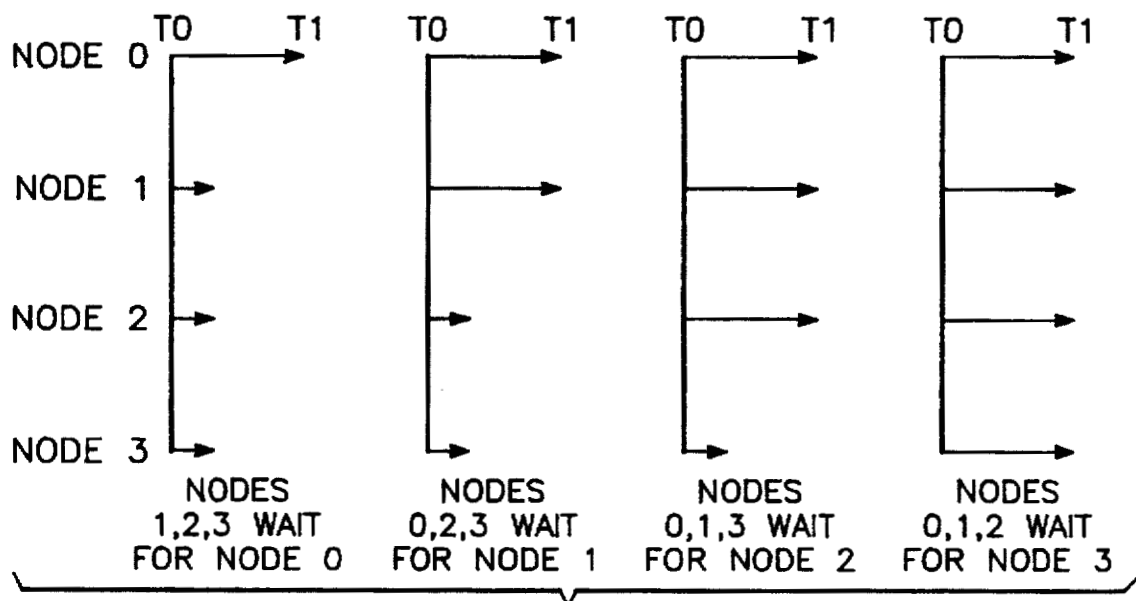 T0 T1 T0 T1 T0 T1 T0 T1
NODE 0
NODE 1
NODE 2
NODE 3
NODES
1,2,3 WAIT
FOR NODE 0
NODES
0,2,3 WAIT
FOR NODE 1
NODES
0,1,3 WAIT
FOR NODE 2
NODES
0,1,2 WAIT
FOR NODE 3